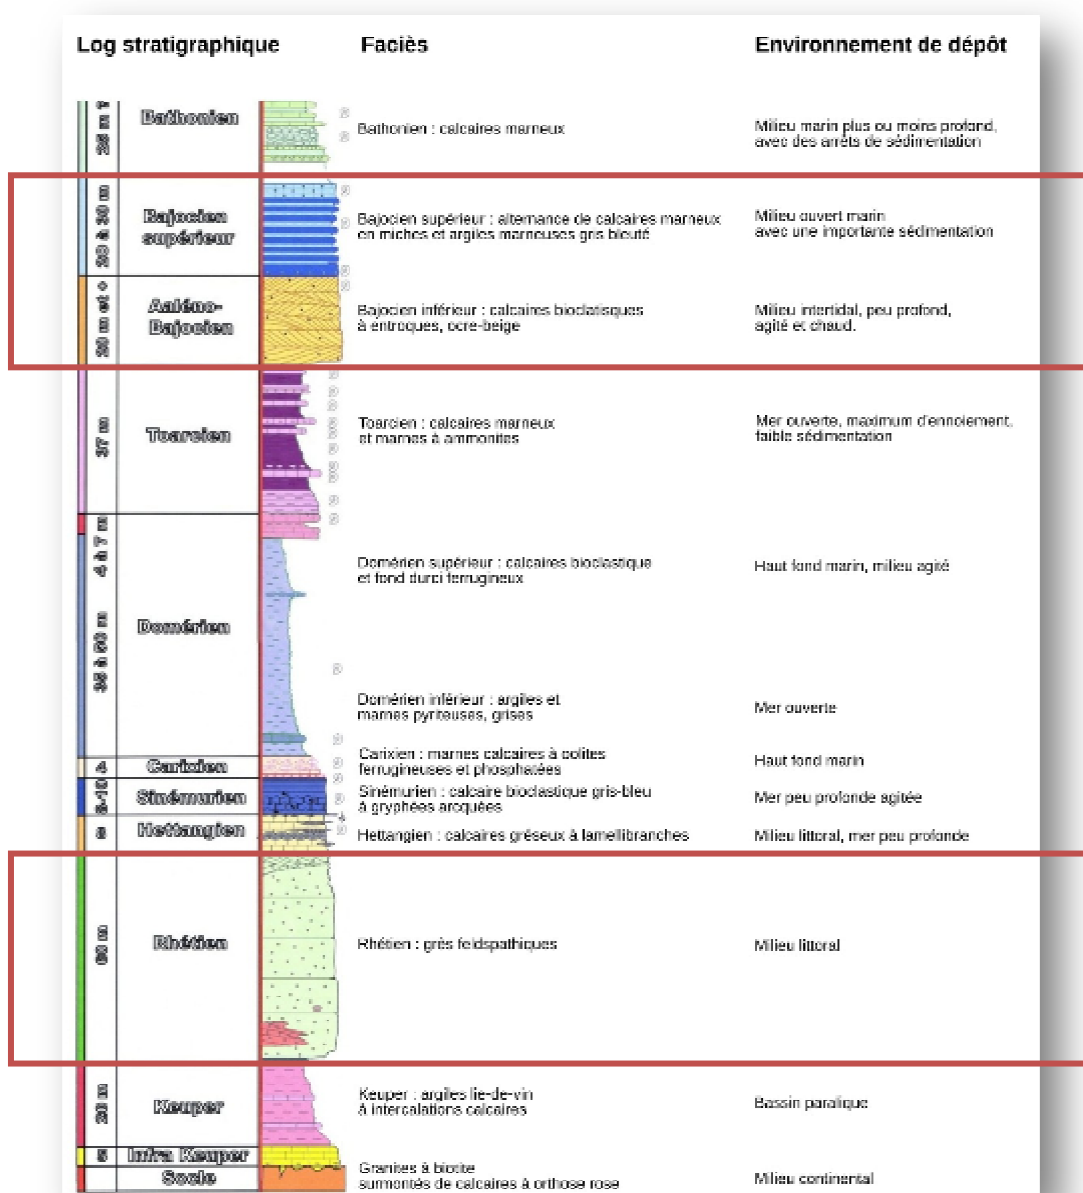 Log stratigraphique Faciès Environnement de dépôt
Bathonien
Bathonien : calcaires marneux
Milieu marin plus ou moins profond,
avec des arrêts de sédimentation
Bajocien
supérieur
Bajocien supérieur : alternance de calcaires marneux
en miches et argiles marneuses gris bleuté
Milieu ouvert marin
avec une importante sédimentation
Aaléno-
Bajocien
Bajocien inférieur : calcaires bioclatisques
à entroques, ocre-beige
Milieu intertidal, peu profond,
agité et chaud.
37 m
Toarcien
Toarcien : calcaires marneux
et marnes à ammonites
Mer ouverte, maximum d'ennoiement,
faible sédimentation
4 à 7 m
Domérien
Domérien supérieur : calcaires bioclastique
et fond durci ferrugineux
Haut fond marin, milieu agité
Domérien inférieur : argiles et
marnes pyriteuses, grises
Mer ouverte
4
Carixien
Carixien : marnes calcaires à oolites
ferrugineuses et phosphatées
Haut fond marin
Sinémurien
Sinémurien : calcaire bioclastique gris-bleu
à gryphées arquées
Mer peu profonde agitée
Hettangien
Hettangien : calcaires gréseux à lamellibranches
Milieu littoral, mer peu profonde
Rhétien
Rhétien : grès feldspathiques
Milieu littoral
Keuper
Keuper : argiles lie-de-vin
à intercalations calcaires
Bassin paralique
Infra Keuper
Socle
Granites à biotite
surmontés de calcaires à orthose rose
Milieu continental